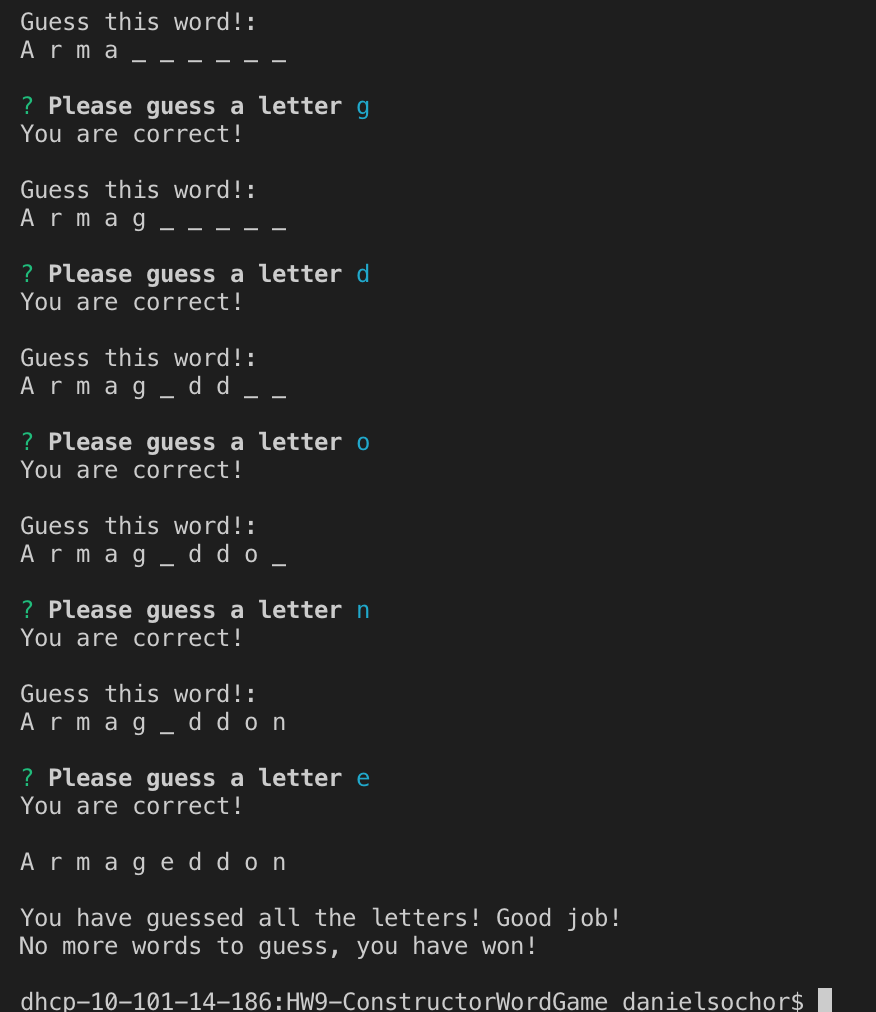 Guess this word!:
A r m a _ _ _ _ _ _
? Please guess a letter g
You are correct!
Guess this word!:
A r m a g _ _ _ _ _
? Please guess a letter d
You are correct!
Guess this word!:
A r m a g _ d d _ _
? Please guess a letter o
You are correct!
Guess this word!:
A r m a g _ d d o _
? Please guess a letter n
You are correct!
Guess this word!:
A r m a g _ d d o n
? Please guess a letter e
You are correct!
A r m a g e d d o n
You have guessed all the letters! Good job!
No more words to guess, you have won!
dhcp-10-101-14-186:HW9-ConstructorWordGame danielsochor$